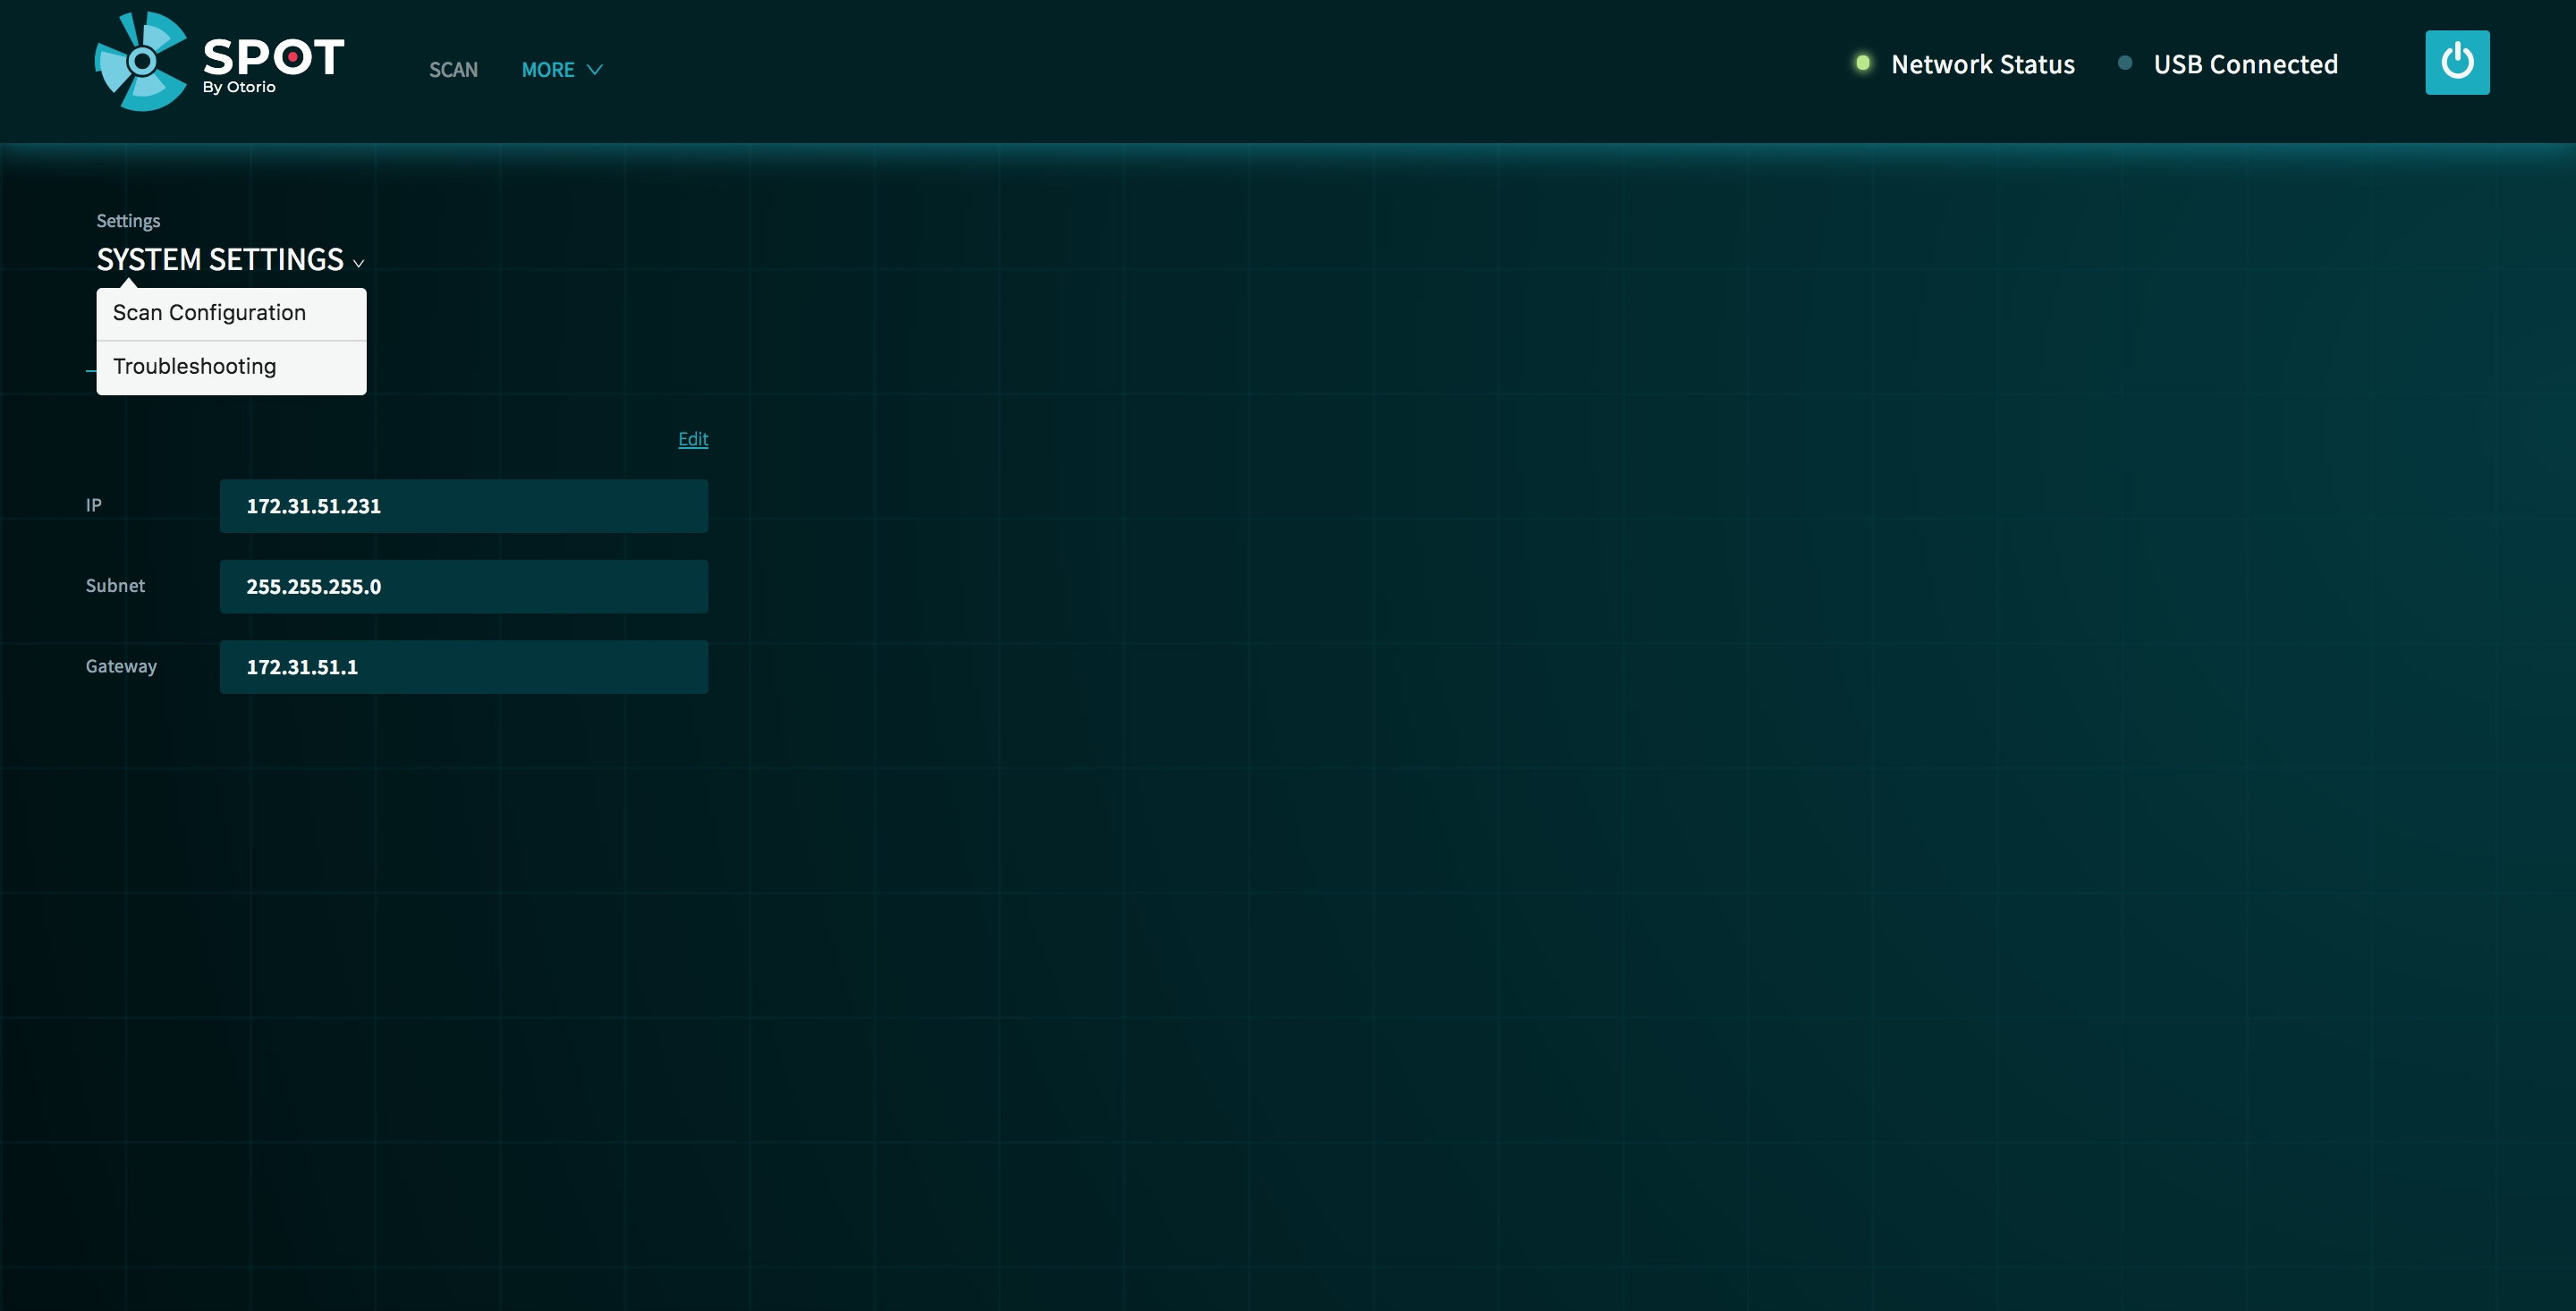 SPOT
By Otorio
SCAN
MORE
Network Status
USB Connected
Settings
SYSTEM SETTINGS
Scan Configuration
Troubleshooting
Edit
IP
172.31.51.231
Subnet
255.255.255.0
Gateway
172.31.51.1